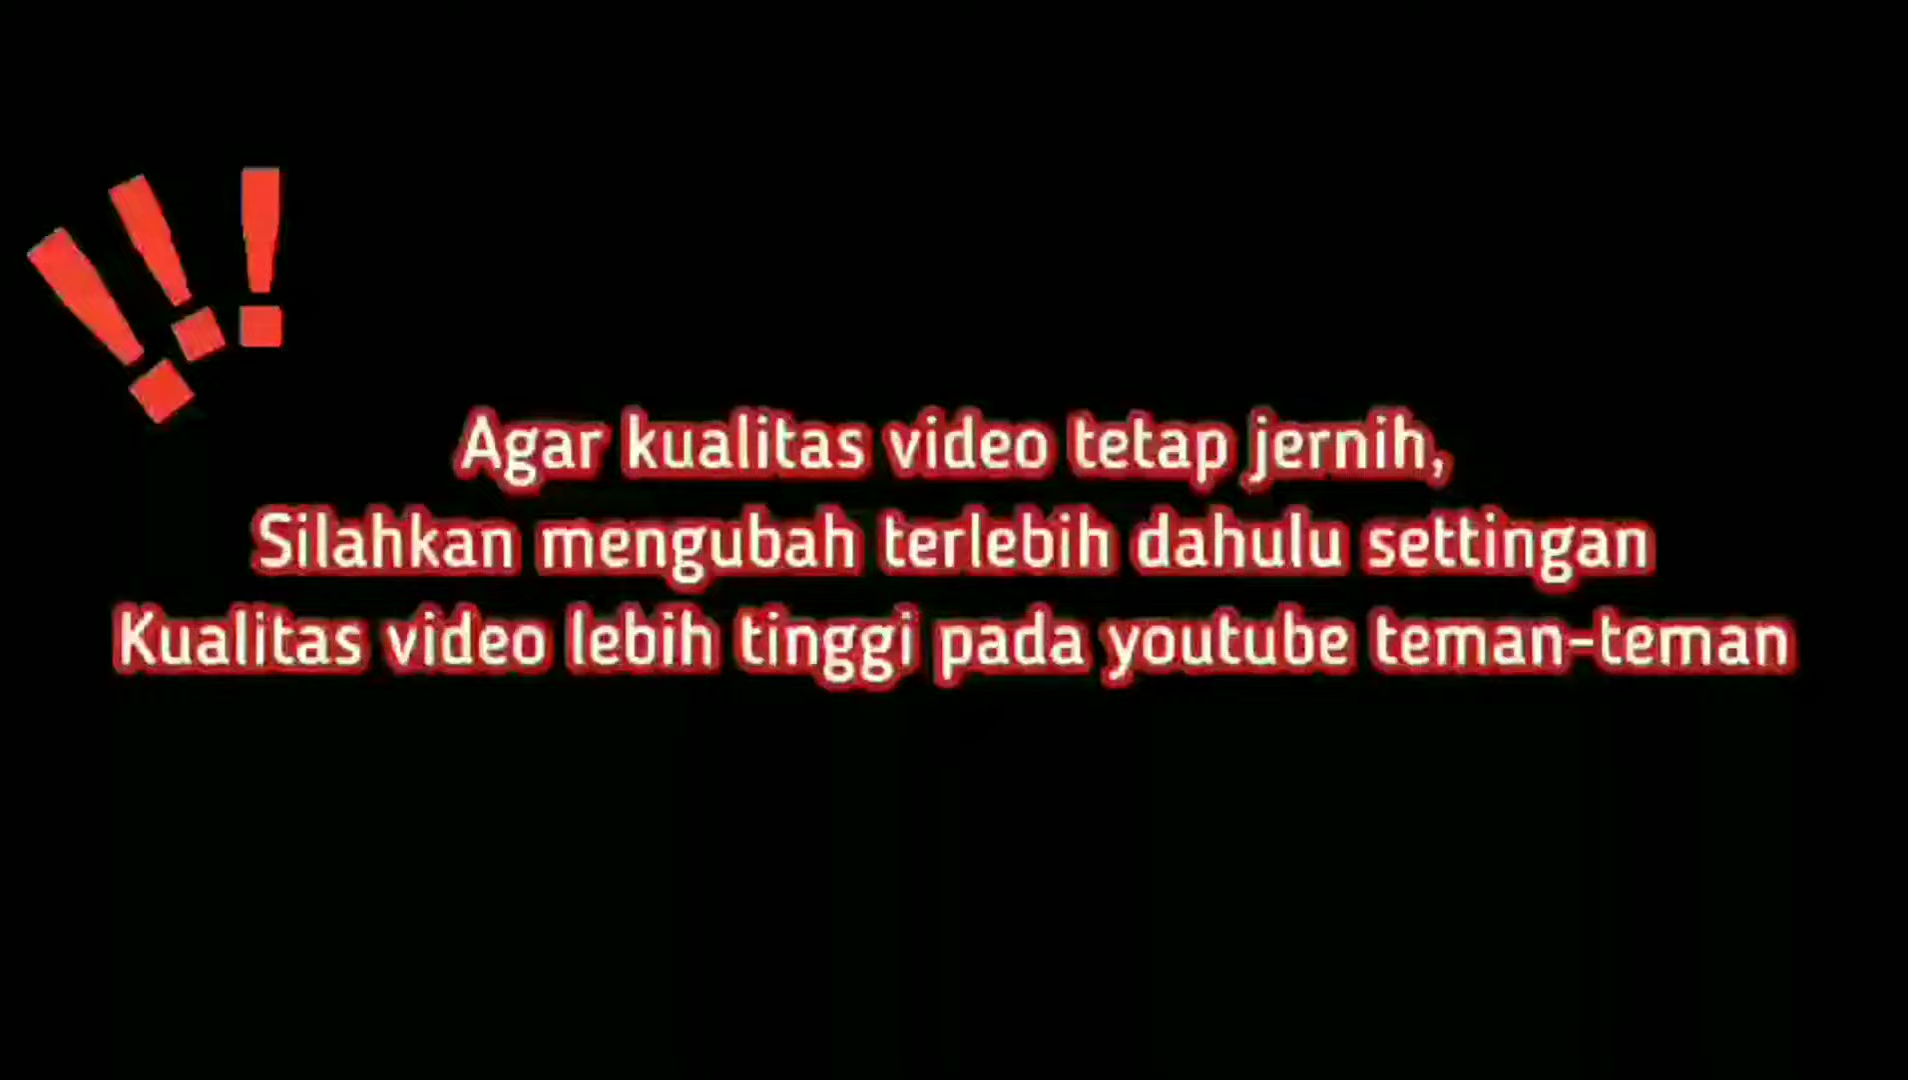 !!!
Agar kualitas video tetap jernih,
Silahkan mengubah terlebih dahulu settingan
Kualitas video lebih tinggi pada youtube teman-teman